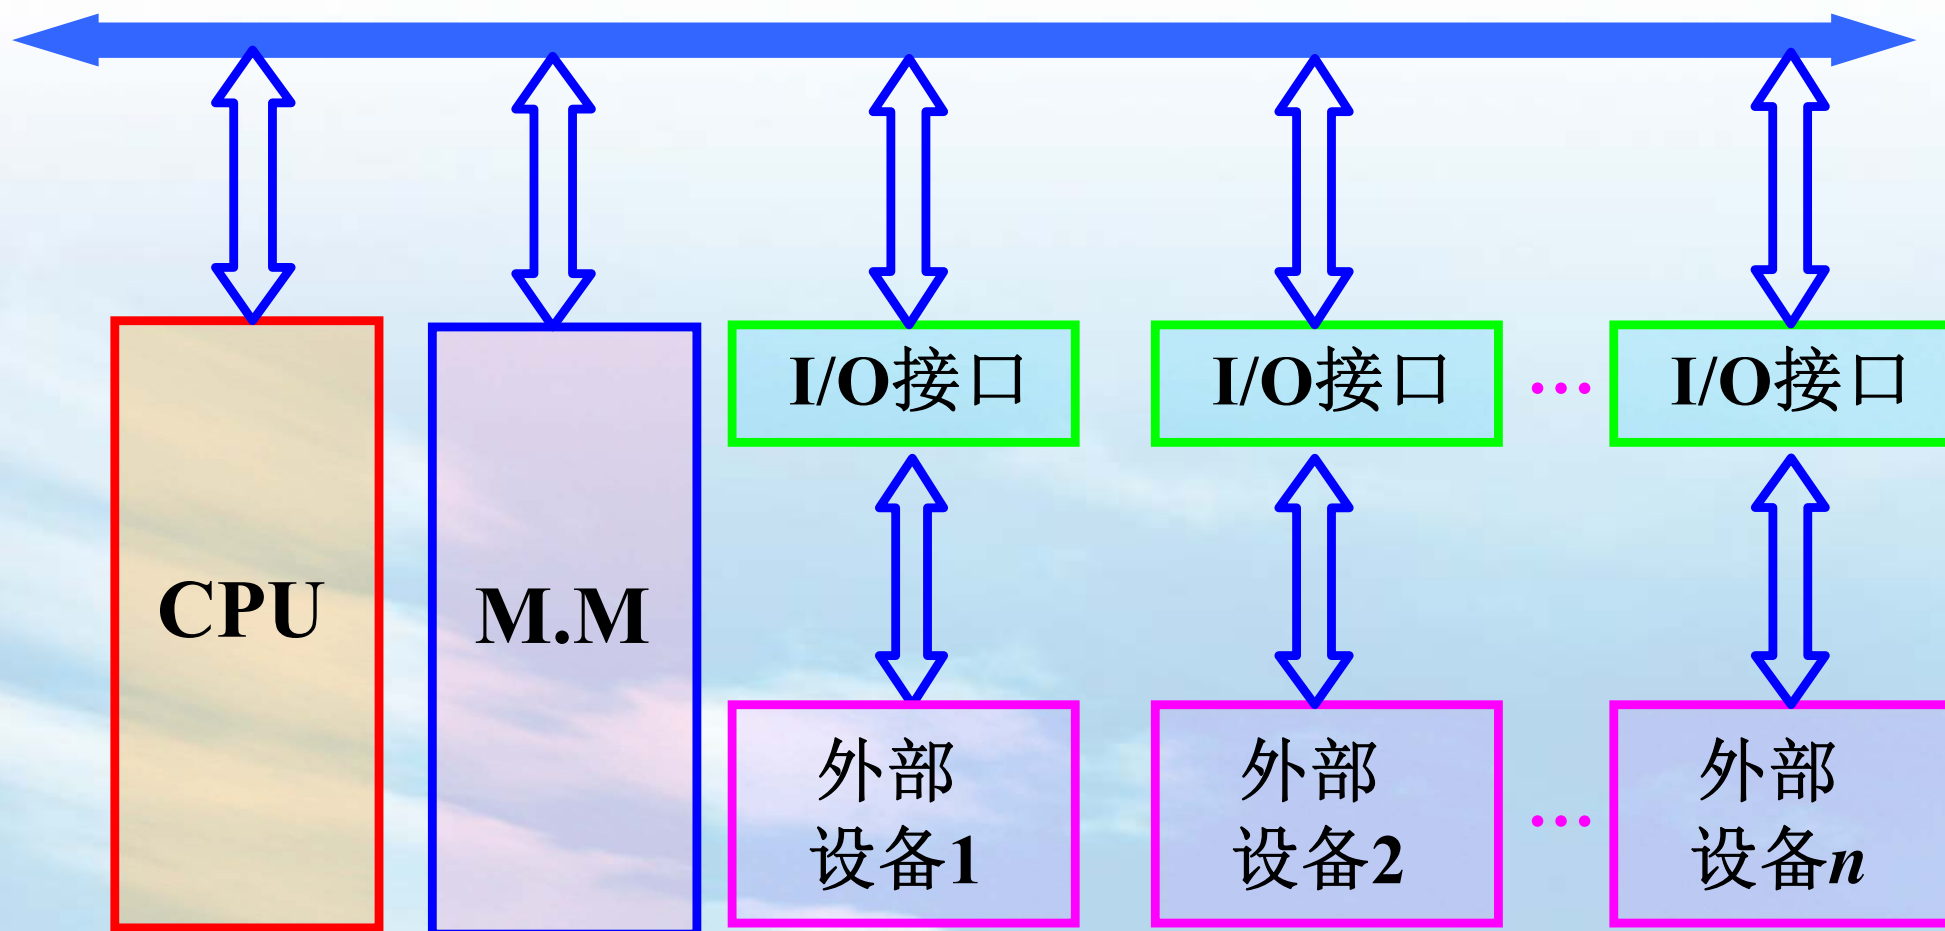 I/O接口
I/O接口
…
I/O接口
CPU
M.M
外部
设备1
外部
设备2
…
外部
设备n